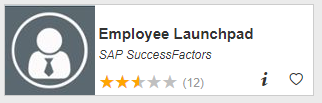 Employee Launchpad
SAP SuccessFactors
(12)
i